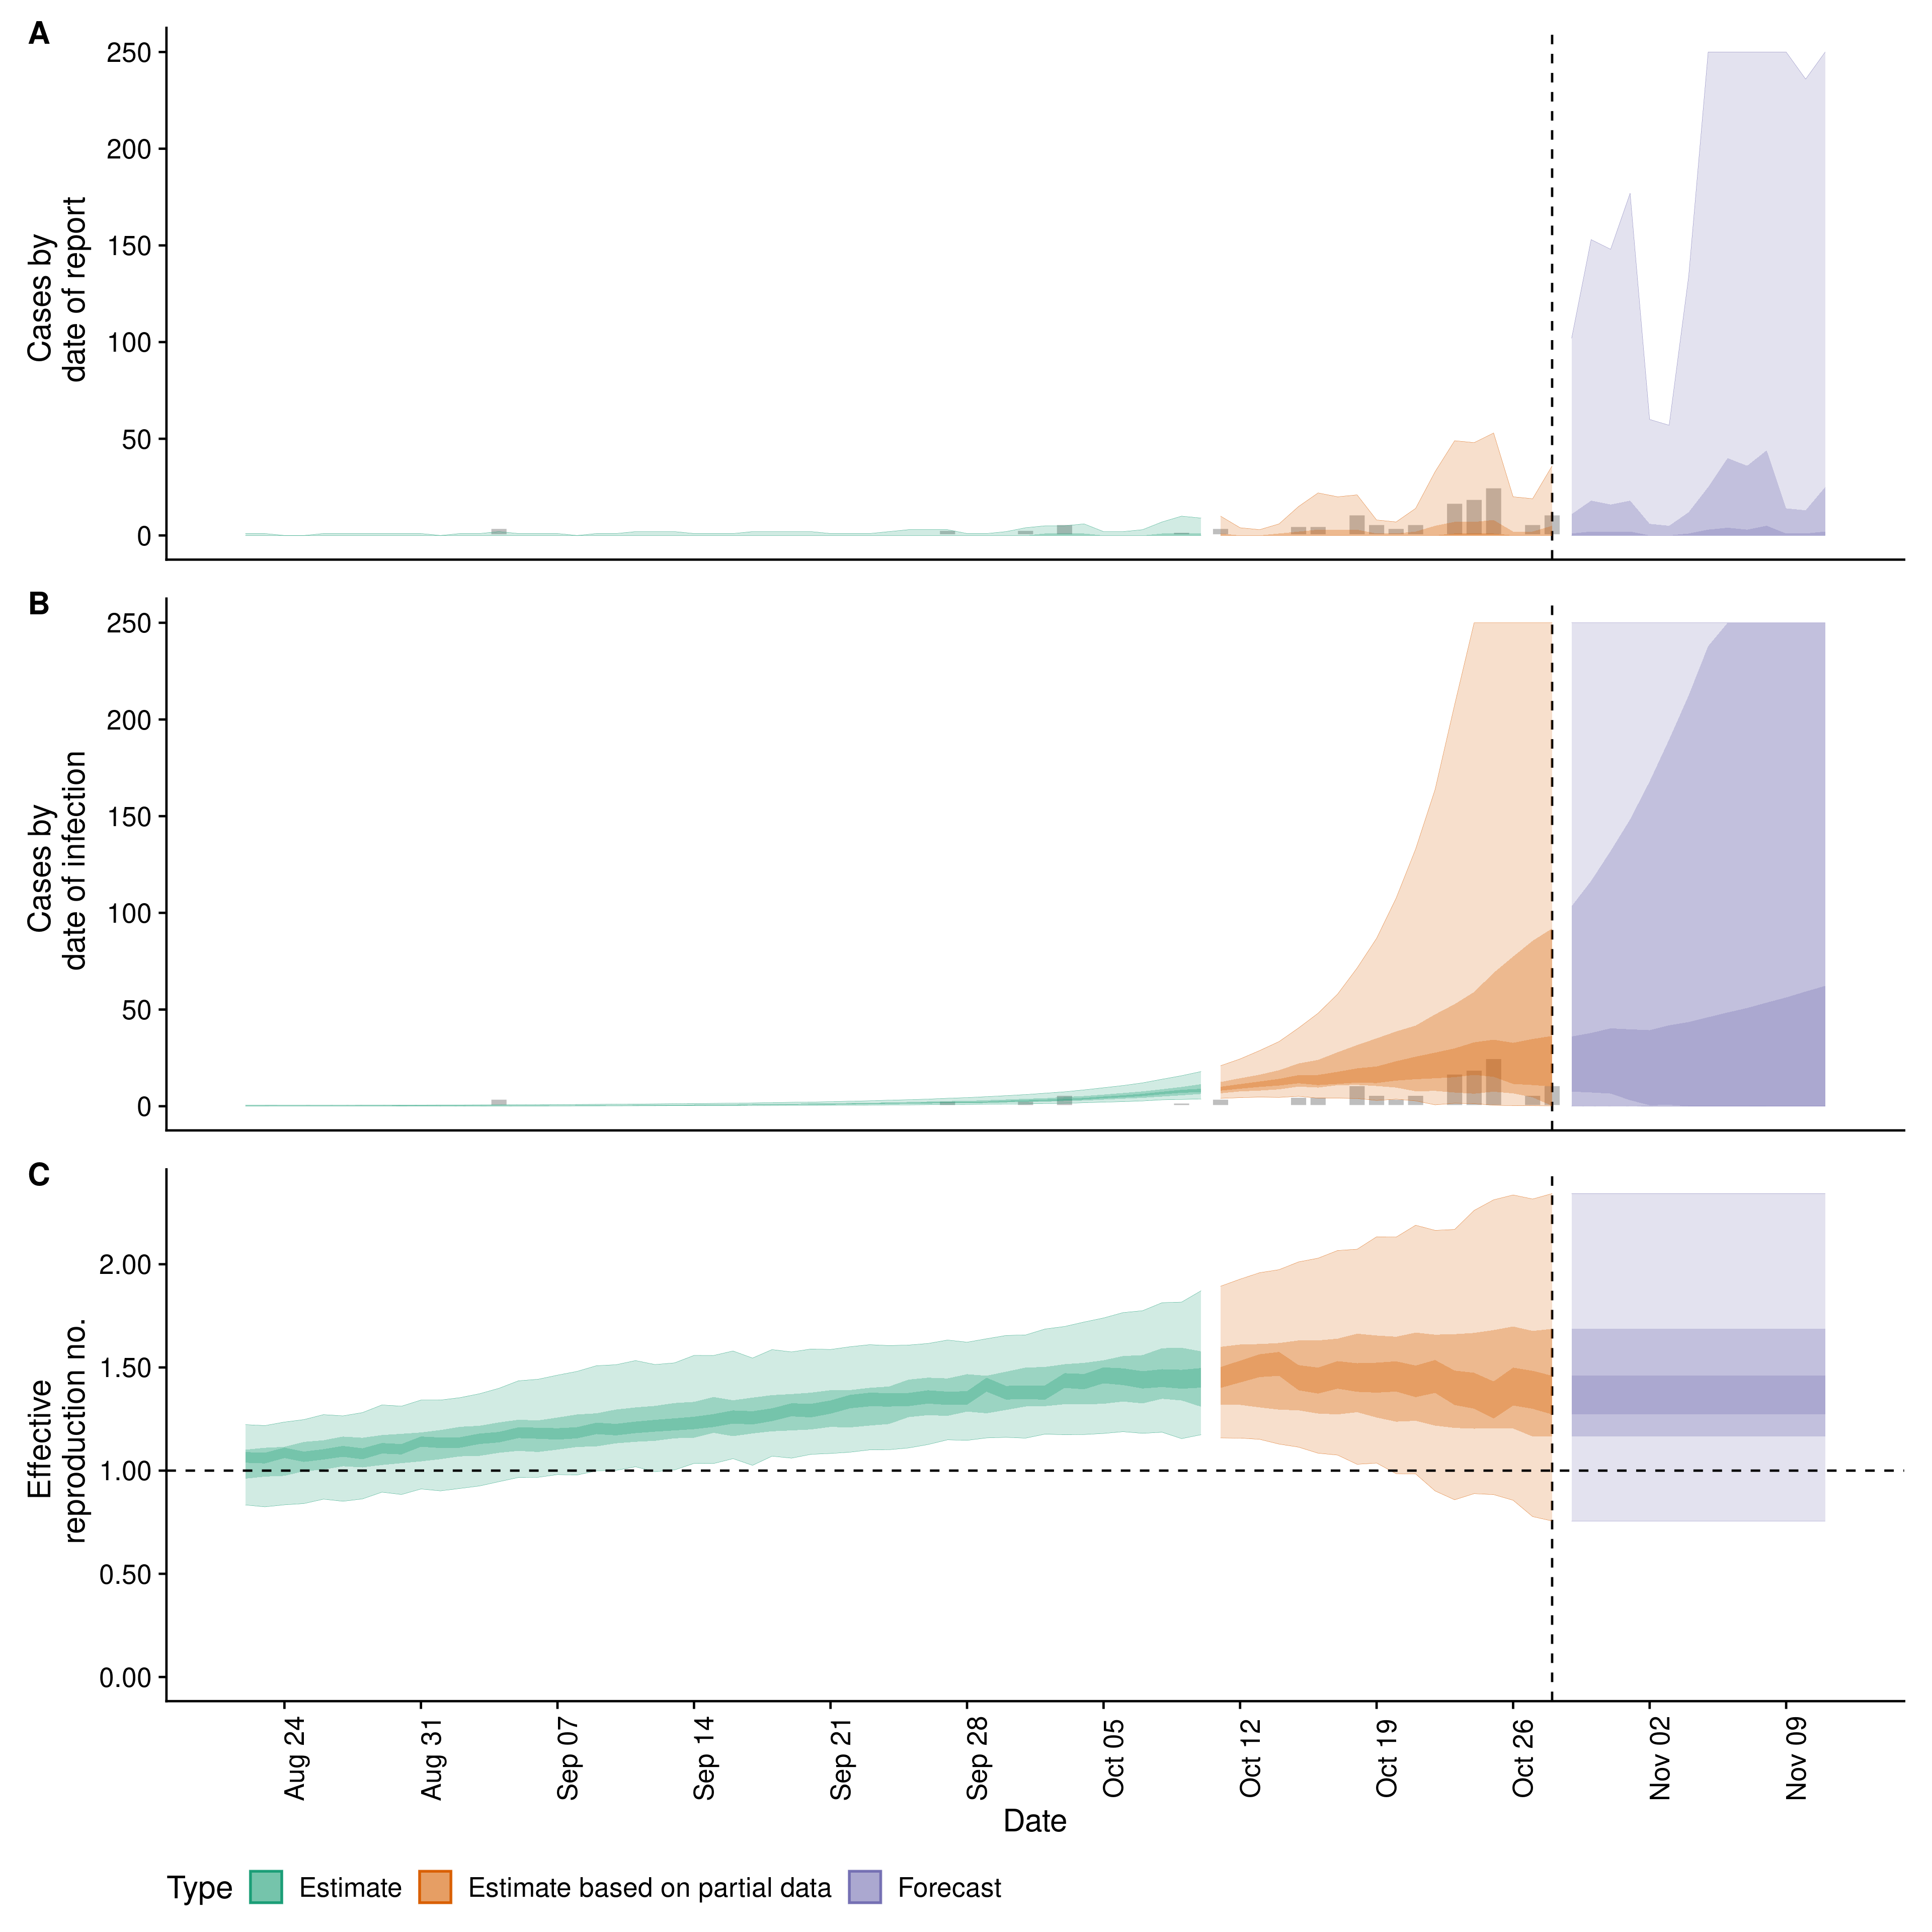 A
250
200
150
100
50
0
Cases by
date of report
B
250
200
150
100
50
0
Cases by
date of infection
C
2.00
1.50
1.00
0.50
0.00
Effective
reproduction no.
Aug 24
Aug 31
Sep 07
Sep 14
Sep 21
Sep 28
Oct 05
Oct 12
Oct 19
Oct 26
Nov 02
Nov 09
Date
Type Estimate Estimate based on partial data Forecast